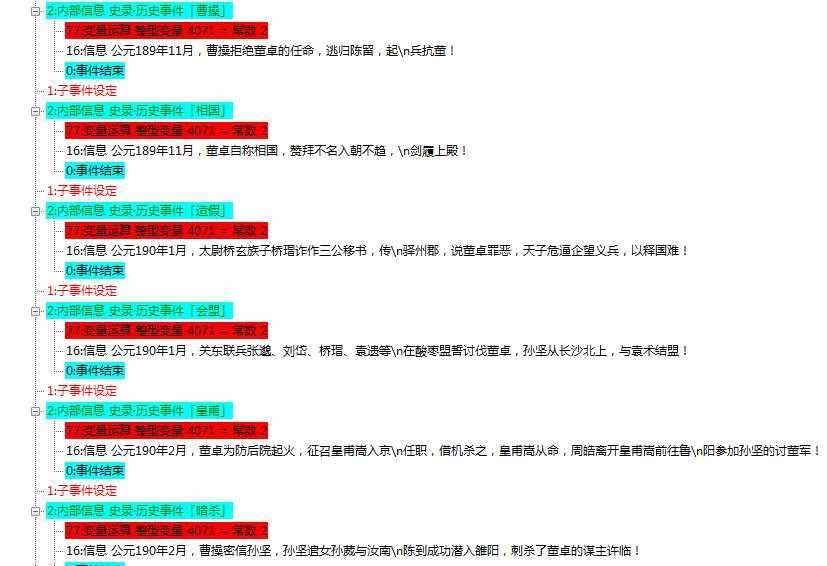 2:内部信息 史录·历史事件「曹操」
77:变量运算 整型变量 4071 = 常数 2
16:信息 公元189年11月，曹操拒绝董卓的任命，逃归陈留，起\n兵抗董！
0:事件结束
1:子事件设定
2:内部信息 史录·历史事件「相国」
77:变量运算 整型变量 4071 = 常数 2
16:信息 公元189年11月，董卓自称相国，赞拜不名入朝不趋，\n剑履上殿！
0:事件结束
1:子事件设定
2:内部信息 史录·历史事件「造假」
77:变量运算 整型变量 4071 = 常数 2
16:信息 公元190年1月，太尉桥玄族子桥瑁诈作三公移书，传\n驿州郡，说董卓罪恶，天子危逼企望义兵，以释国难！
0:事件结束
1:子事件设定
2:内部信息 史录·历史事件「会盟」
77:变量运算 整型变量 4071 = 常数 2
16:信息 公元190年1月，关东联兵张邈、刘岱、桥瑁、袁遗等\n在酸枣盟誓讨伐董卓，孙坚从长沙北上，与袁术结盟！
0:事件结束
1:子事件设定
2:内部信息 史录·历史事件「皇甫」
77:变量运算 整型变量 4071 = 常数 2
16:信息 公元190年2月，董卓为防后院起火，征召皇甫嵩入京\n任职，借机杀之，皇甫嵩从命，周皓离开皇甫嵩前往鲁\n阳参加孙坚的讨董军！
0:事件结束
1:子事件设定
2:内部信息 史录·历史事件「暗杀」
77:变量运算 整型变量 4071 = 常数 2
16:信息 公元190年2月，曹操密信孙坚，孙坚遣女孙葳与汝南\n陈到成功潜入雒阳，刺杀了董卓的谋主许临！